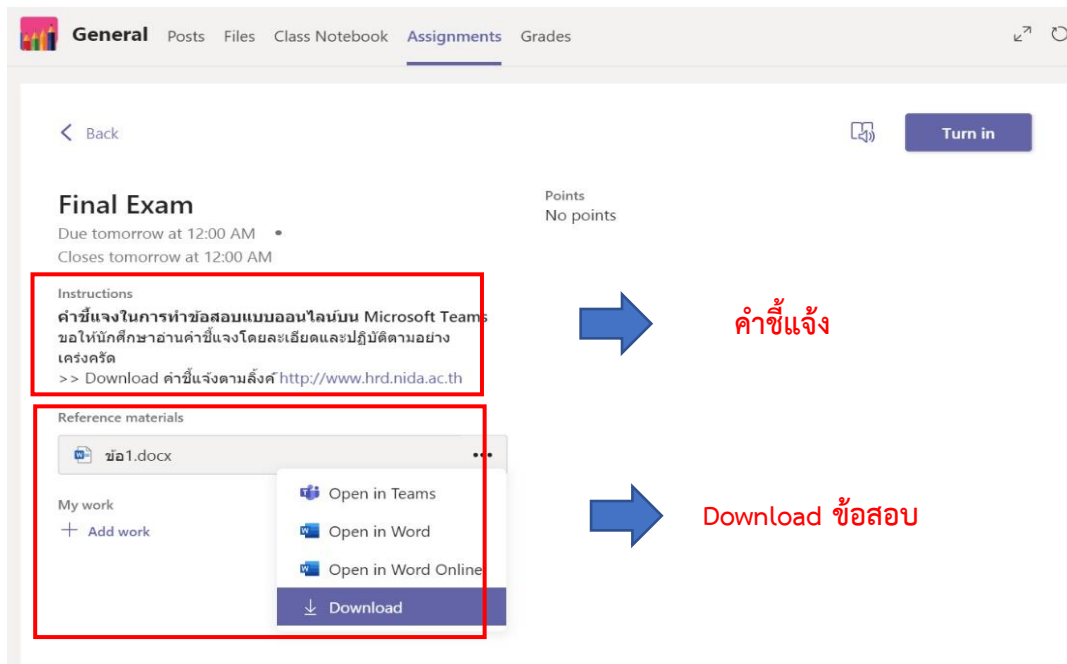 General Posts Files Class Notebook Assignments Grades
Back
Turn in
Final Exam
Due tomorrow at 12:00 AM •
Closes tomorrow at 12:00 AM
Points
No points
Instructions
คำชี้แจงในการทำข้อสอบแบบออนไลน์บน Microsoft Teams
ขอให้นักศึกษาอ่านคำชี้แจงโดยละเอียดและปฏิบัติตามอย่าง
เคร่งครัด
>> Download คำชี้แจ้งตามลิ้งค์ http://www.hrd.nida.ac.th
คำชี้แจ้ง
Reference materials
ข้อ1.docx
My work
+ Add work
Open in Teams
Open in Word
Open in Word Online
Download
Download ข้อสอบ